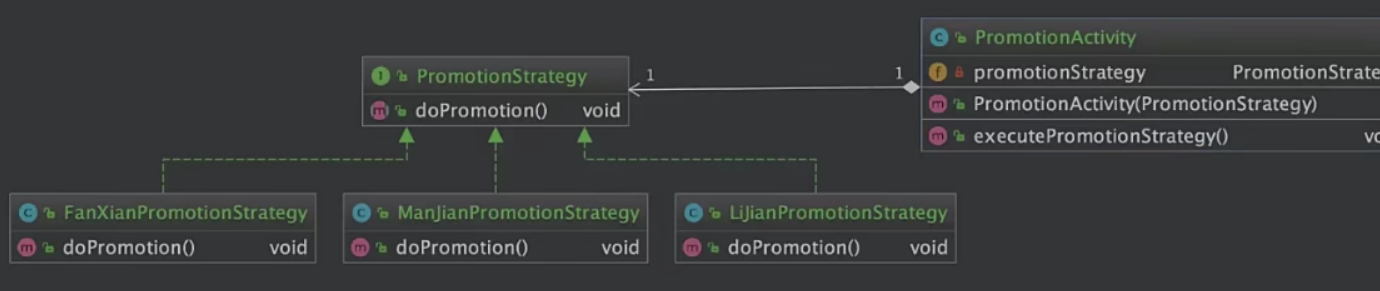 PromotionActivity
promotionStrategy PromotionStrate
PromotionActivity(PromotionStrategy)
executePromotionStrategy() vo
1 1
PromotionStrategy
doPromotion() void
FanXianPromotionStrategy
doPromotion() void
ManJianPromotionStrategy
doPromotion() void
LiJianPromotionStrategy
doPromotion() void